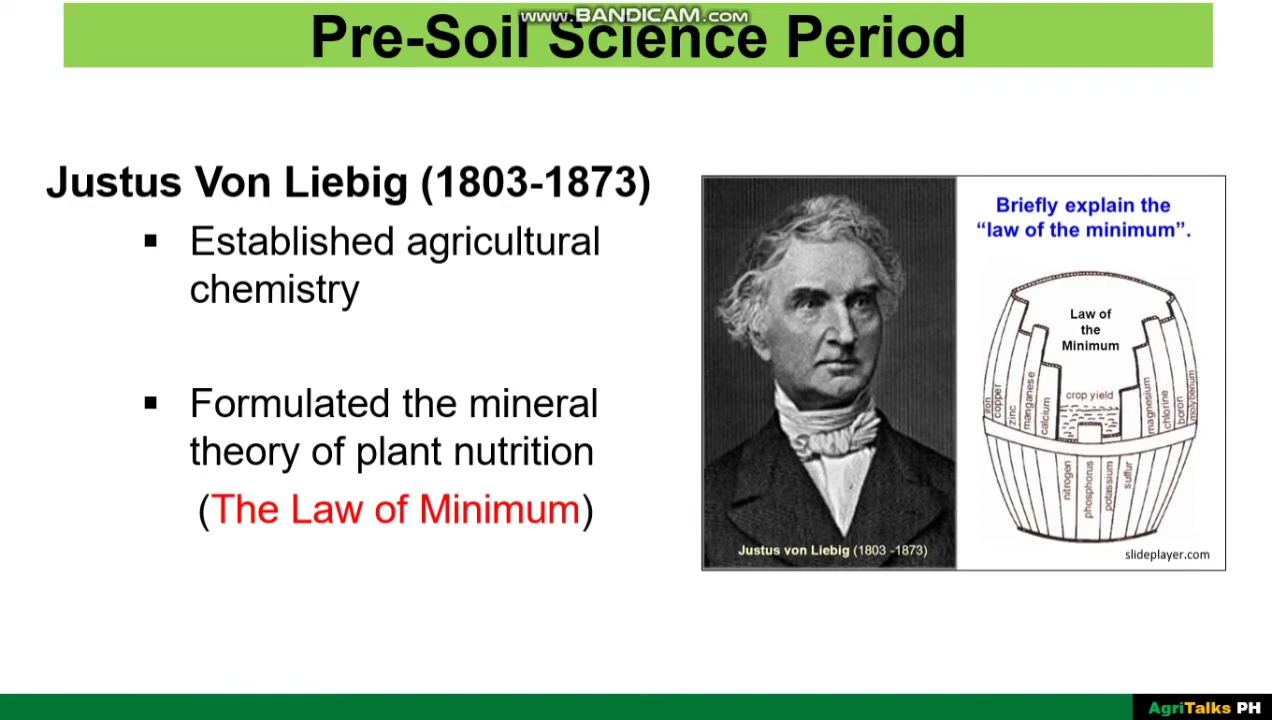 www.BANDICAM.com
Pre-Soil Science Period
Justus Von Liebig (1803-1873)
▪ Established agricultural
chemistry
▪ Formulated the mineral
theory of plant nutrition
(The Law of Minimum)
Justus von Liebig (1803 -1873)
Briefly explain the
“law of the minimum”.
Law of
the
Minimum
crop yield
iron
copper
zinc
manganese
calcium
nitrogen
phosphorus
potassium
sulfur
magnesium
chlorine
boron
molybdenum
slideplayer.com
AgriTalks PH